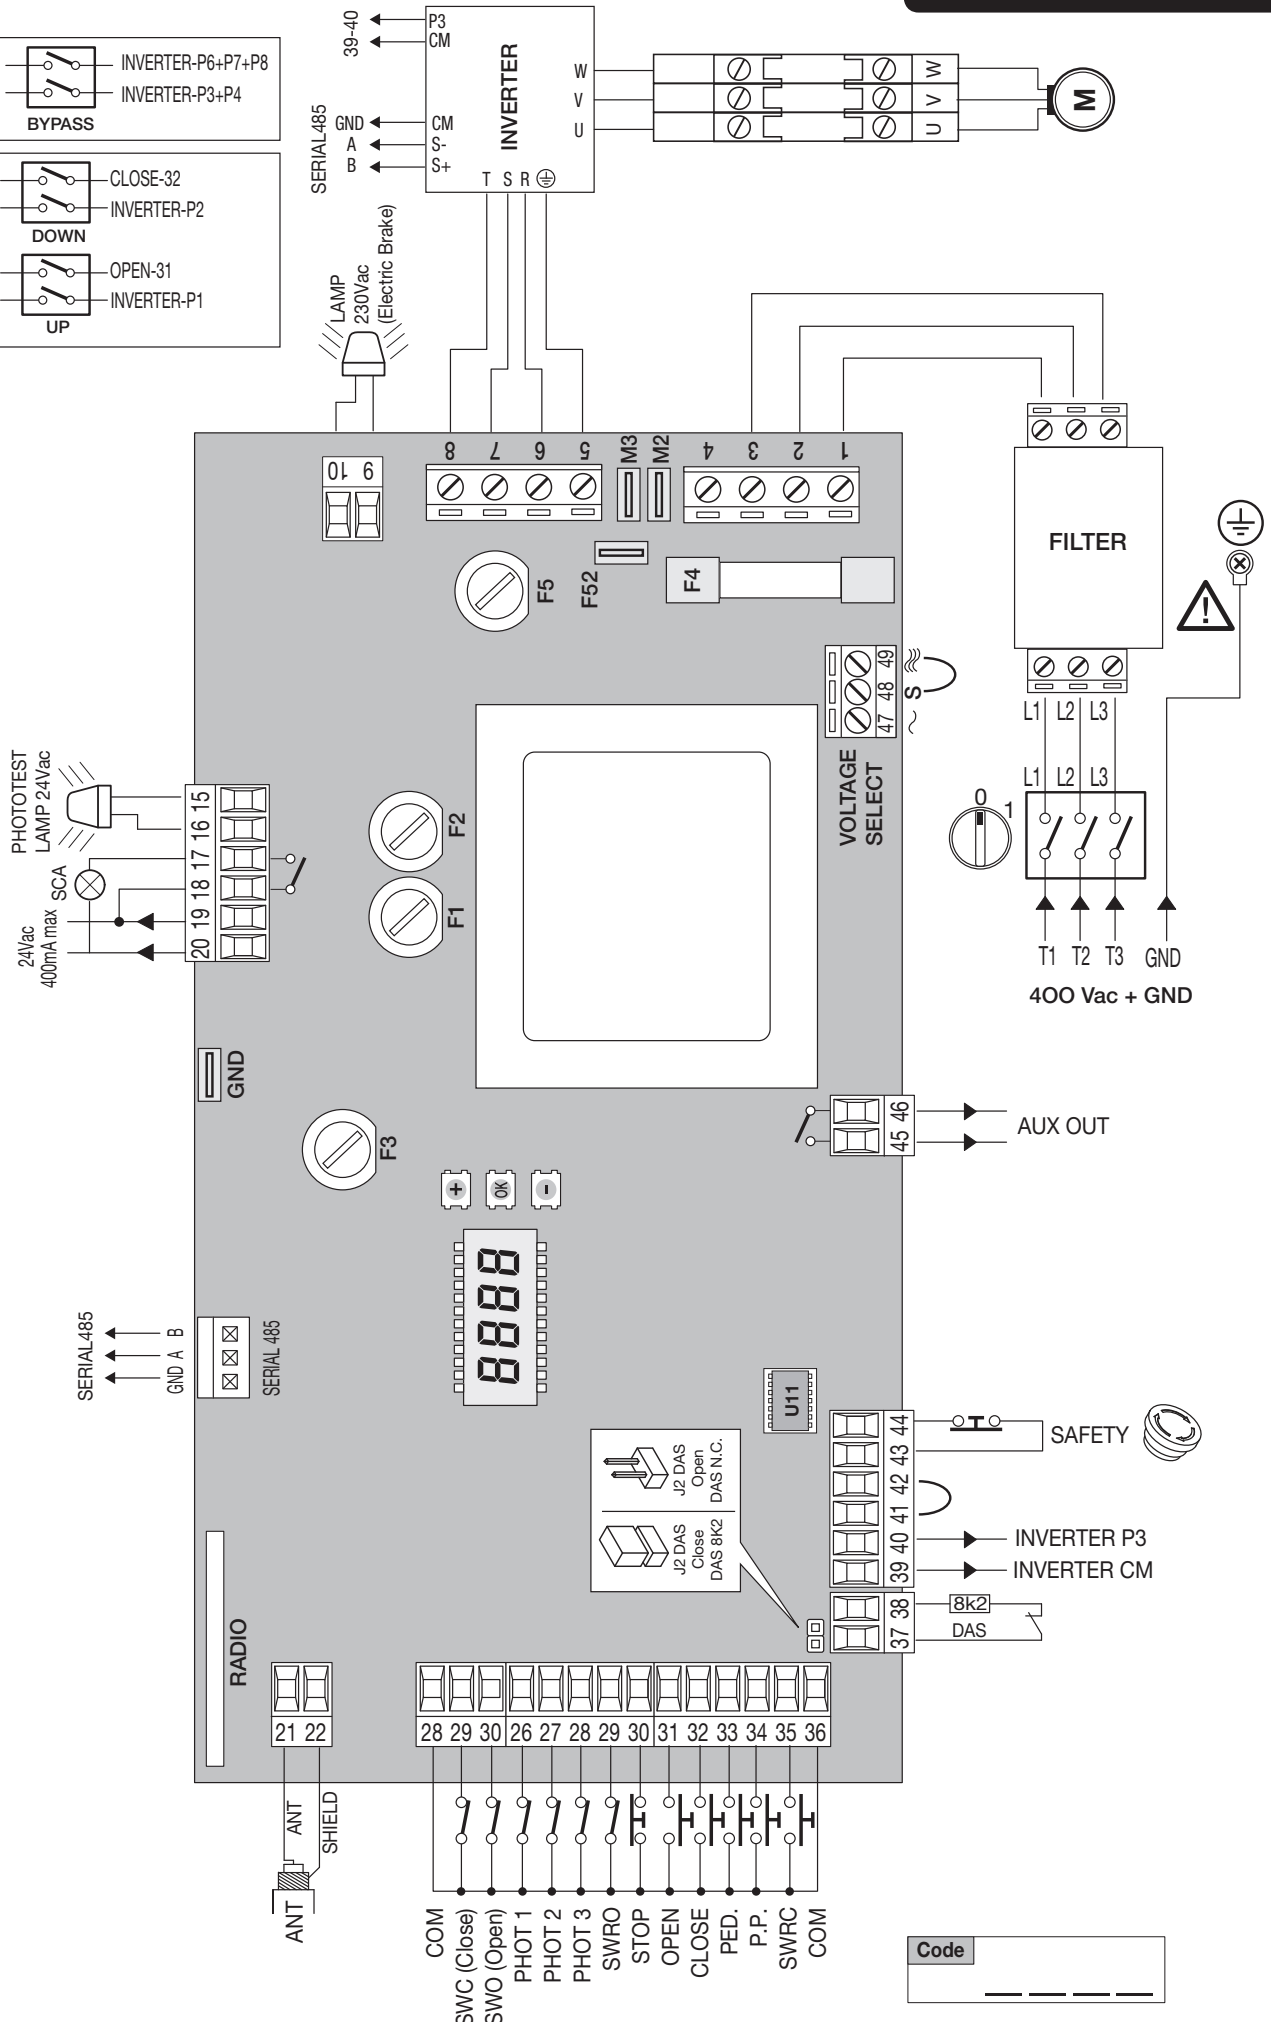 INVERTER-P6+P7+P8
INVERTER-P3+P4
BYPASS
CLOSE-32
INVERTER-P2
DOWN
OPEN-31
INVERTER-P1
UP
39-40
P3
CM
SERIAL485
GND
A
B
CM
S-
S+
INVERTER
W
V
U
T S R
W
V
U
M
LAMP
230Vac
(Electric Brake)
10 9
8 7 6 5
M3
M2
4 3 2 1
F5
F52
F4
FILTER
47 48 49
S
VOLTAGE
SELECT
L1 L2 L3
L1 L2 L3
0
1
T1 T2 T3 GND
400 Vac + GND
PHOTOTEST
LAMP 24Vac
SCA
24Vac
400mA max
15
16
17
18
19
20
F2
F1
GND
F3
+
OK
-
8888
46
45
AUX OUT
SERIAL485
GND A B
SERIAL 485
U11
J2 DAS
Open
DAS N.C.
J2 DAS
Close
DAS 8K2
44
43
42
41
40
39
38
37
SAFETY
INVERTER P3
INVERTER CM
8k2
DAS
RADIO
21 22
28 29 30 26 27 28 29 30 31 32 33 34 35 36
ANT
SHIELD
ANT
COM
SWC (Close)
SWO (Open)
PHOT 1
PHOT 2
PHOT 3
SWRO
STOP
OPEN
CLOSE
PED.
P.P.
SWRC
COM
Code